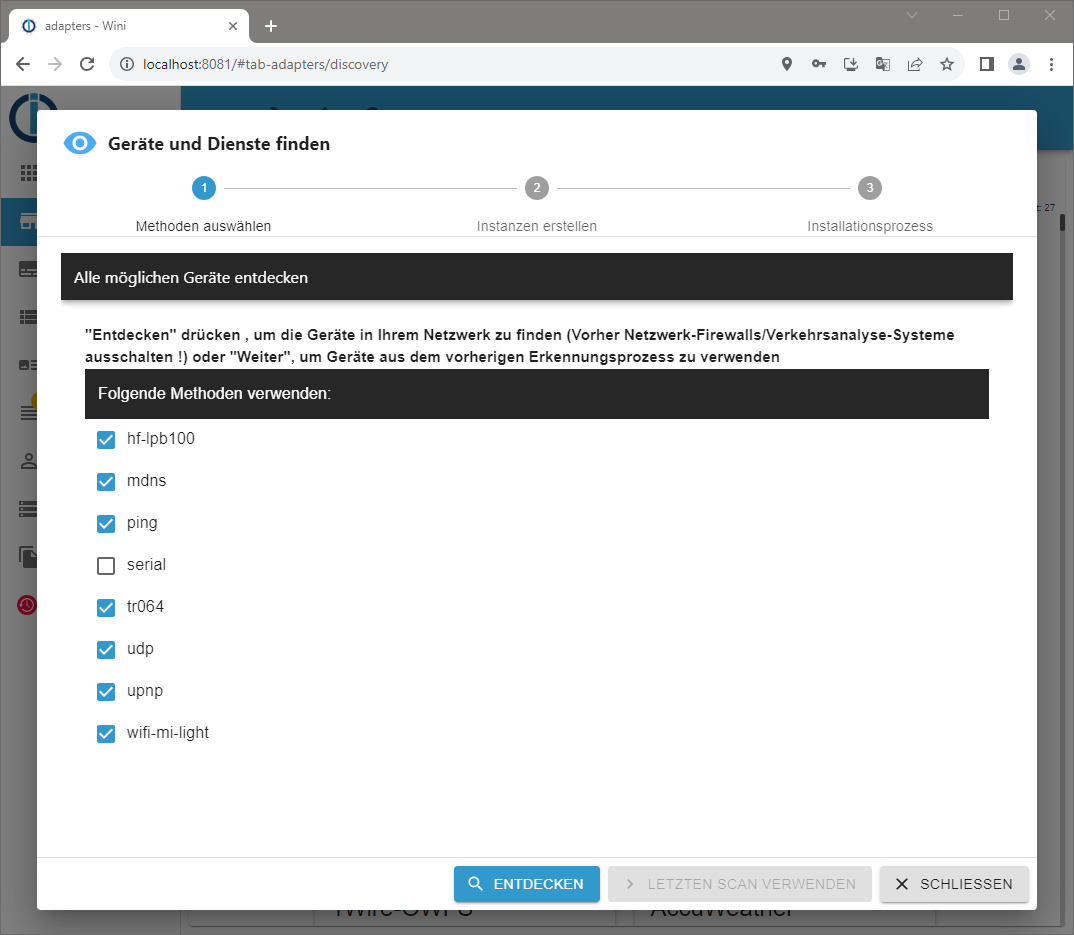 adapters - Wini
localhost:8081/#tab-adapters/discovery
Geräte und Dienste finden
1
2
3
Methoden auswählen
Instanzen erstellen
Installationsprozess
27
Alle möglichen Geräte entdecken
"Entdecken" drücken , um die Geräte in Ihrem Netzwerk zu finden (Vorher Netzwerk-Firewalls/Verkehrsanalyse-Systeme
ausschalten !) oder "Weiter", um Geräte aus dem vorherigen Erkennungsprozess zu verwenden
Folgende Methoden verwenden:
hf-lpb100
mdns
ping
serial
tr064
udp
upnp
wifi-mi-light
ENTDECKEN
LETZTEN SCAN VERWENDEN
SCHLIESSEN
AccuWeather